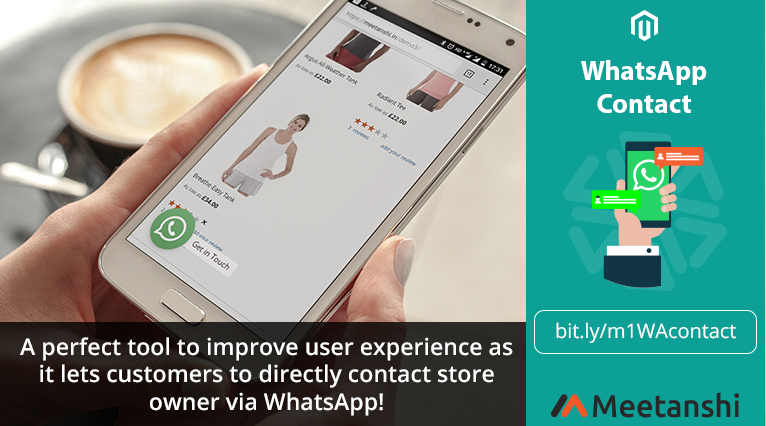 https://meetanshi.in/demo3/
17:31
Argus All-Weather Tank
As low as £22.00
Radiant Tee
As low as £22.00
3 reviews
add your review
Breathe-Easy Tank
As low as £34.00
your review
x
Get in Touch
A perfect tool to improve user experience as
it lets customers to directly contact store
owner via WhatsApp!
WhatsApp
Contact
bit.ly/m1WAcontact
Meetanshi